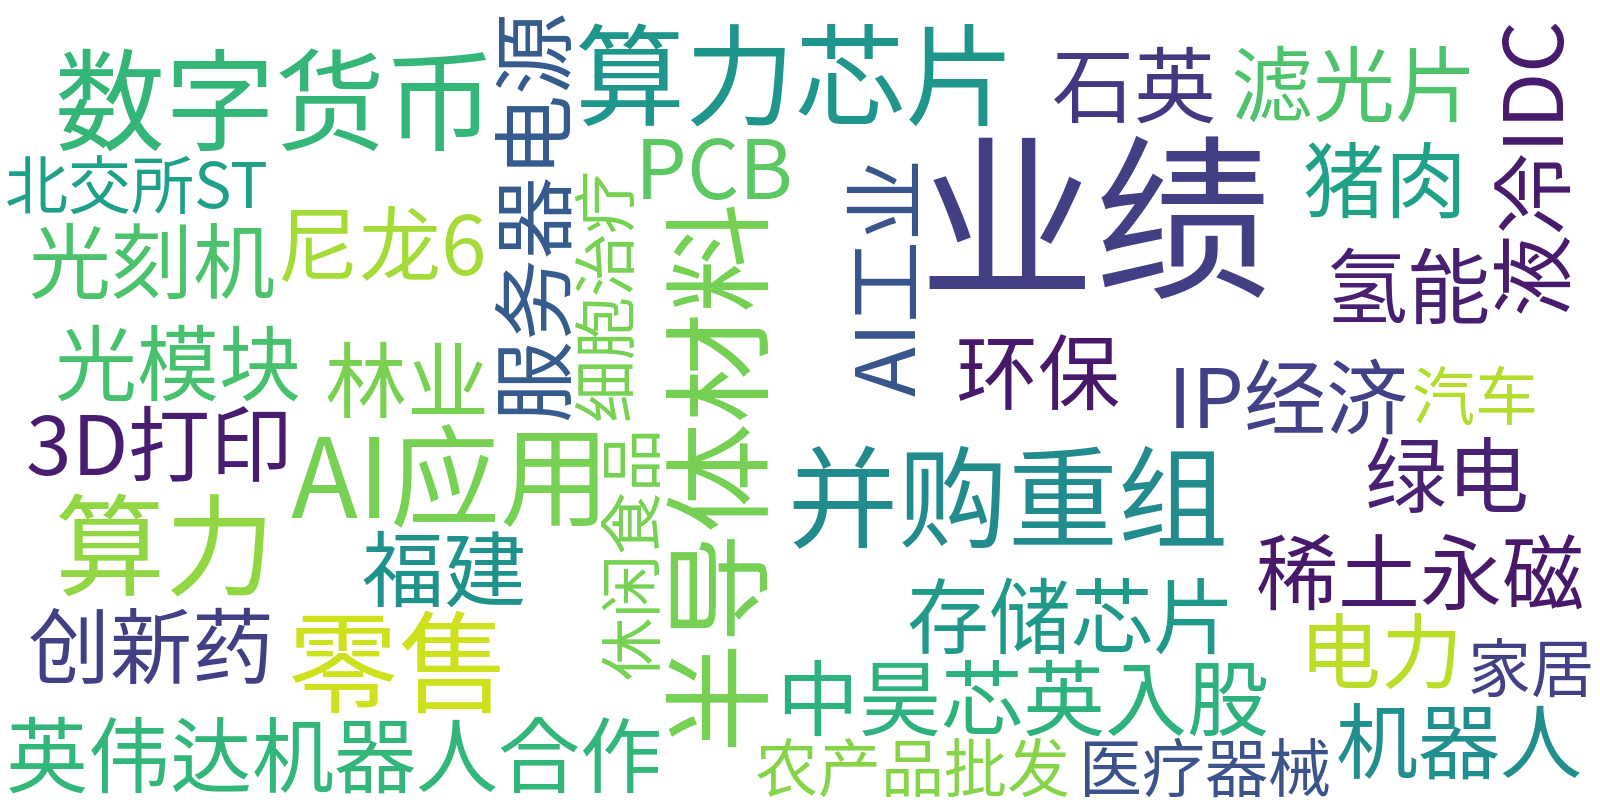 数字货币
电源
算力芯片
石英
滤光片
液冷IDC
北交所ST
PCB
业绩
猪肉
光刻机
尼龙6
服务器
细胞治疗
半导体材料
AI工业
氢能
光模块
林业
环保
IP经济
汽车
3D打印
AI应用
休闲食品
并购重组
绿电
算力
福建
稀土永磁
存储芯片
创新药
零售
电力
家居
中昊芯英入股
英伟达机器人合作
农产品批发
医疗器械
机器人